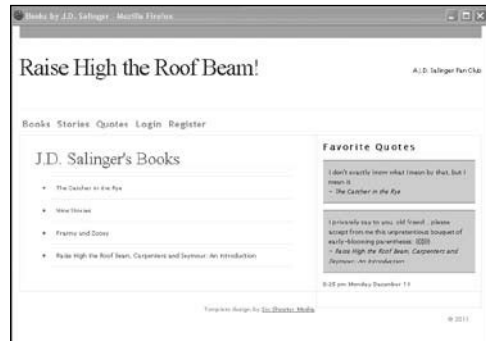 Books by J.D. Salinger - Mozilla Firefox
Raise High the Roof Beam!
A J.D. Salinger Fan Club
Books Stories Quotes Login Register
J.D. Salinger's Books
• The Catcher in the Rye
• Nine Stories
• Franny and Zooey
• Raise High the Roof Beam, Carpenters and Seymour: An Introduction
Favorite Quotes
I don't exactly know what I mean by that, but I
mean it.
~ The Catcher in the Rye
I privately say to you, old friend... please
accept from me this unpretentious bouquet of
early-blooming parentheses: (((())))
~ Raise High the Roof Beam, Carpenters and
Seymour: An Introduction
pm Monday December
Template design by Six Shooter Media.
© 2011